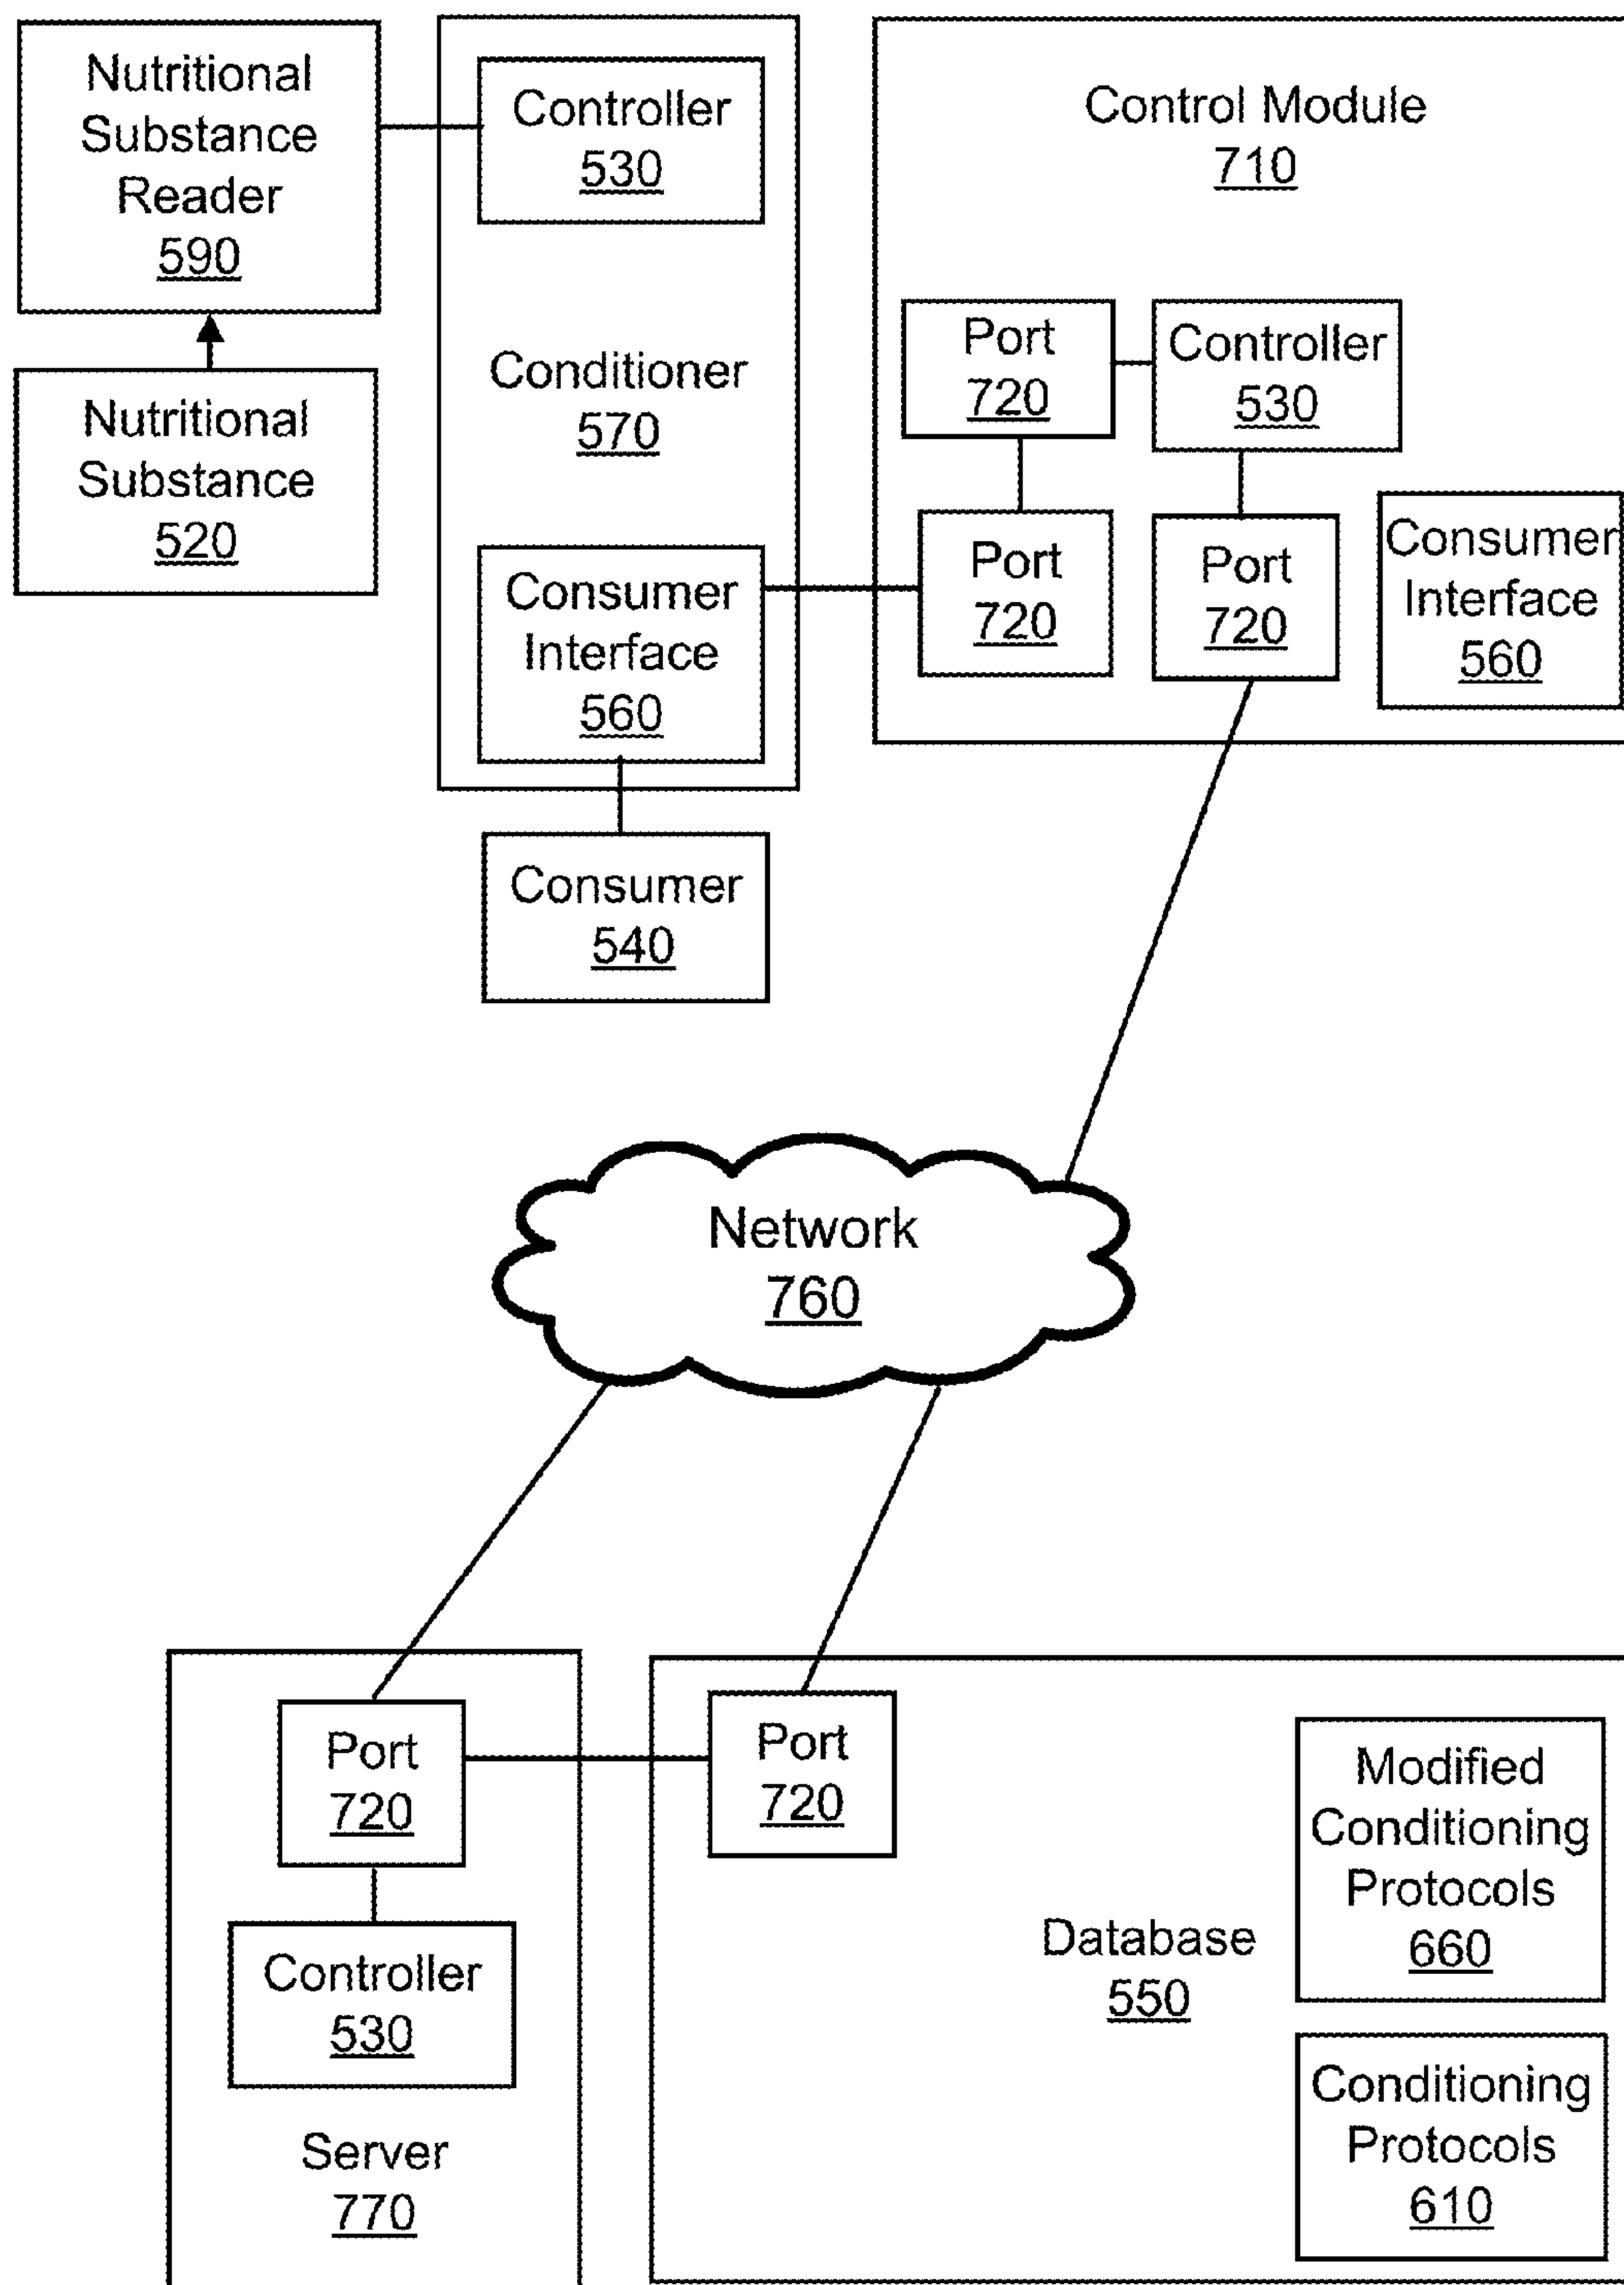 Nutritional
Substance
Reader
590
Nutritional
Substance
520
Controller
530
Conditioner
570
Consumer
Interface
560
Consumer
540
Control Module
710
Port
720
Controller
530
Port
720
Port
720
Consumer
Interface
560
Network
760
Port
720
Controller
530
Server
770
Port
720
Database
550
Modified
Conditioning
Protocols
660
Conditioning
Protocols
610